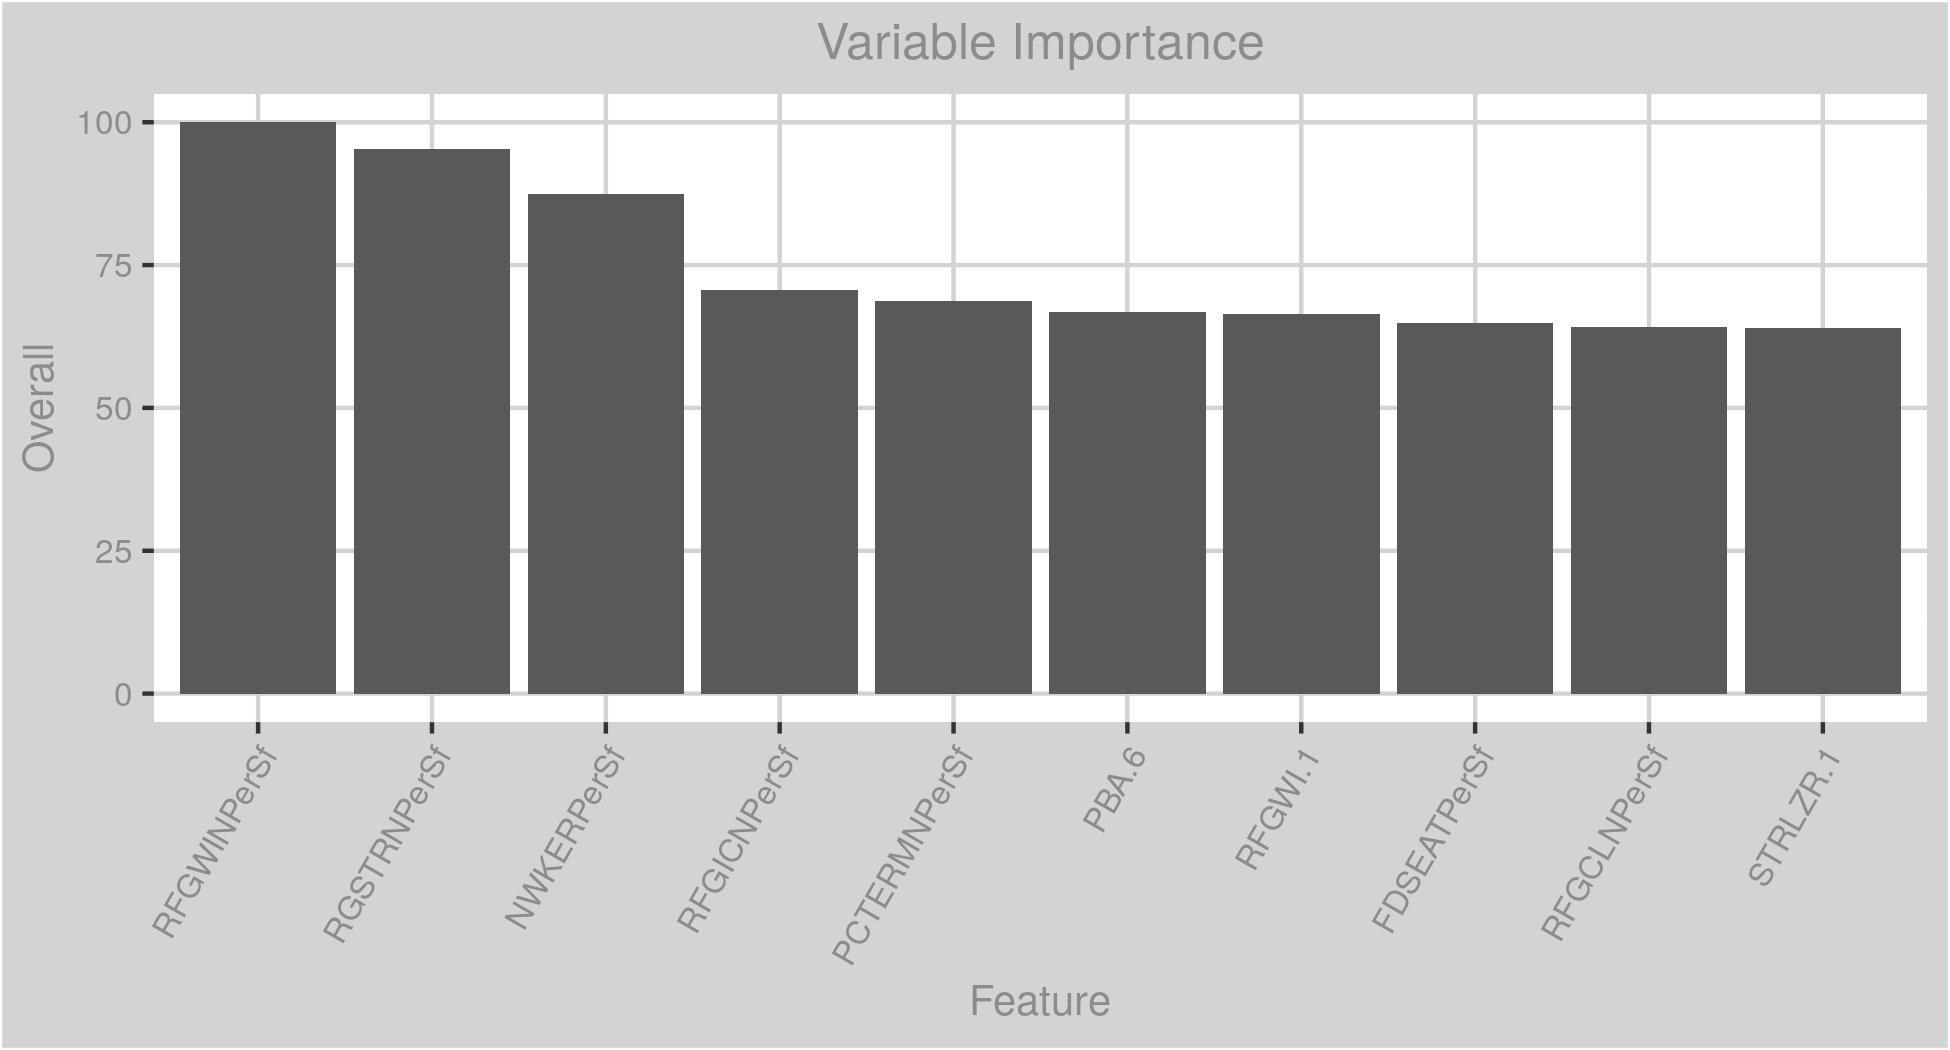 Variable Importance
100
75
50
25
0
Overall
RFGWINPerSf
RGSTRNPerSf
NWKERPerSf
RFGICNPerSf
PCTERMNPerSf
PBA.6
RFGWI.1
FDSEATPerSf
RFGCLNPerSf
STRLZR.1
Feature